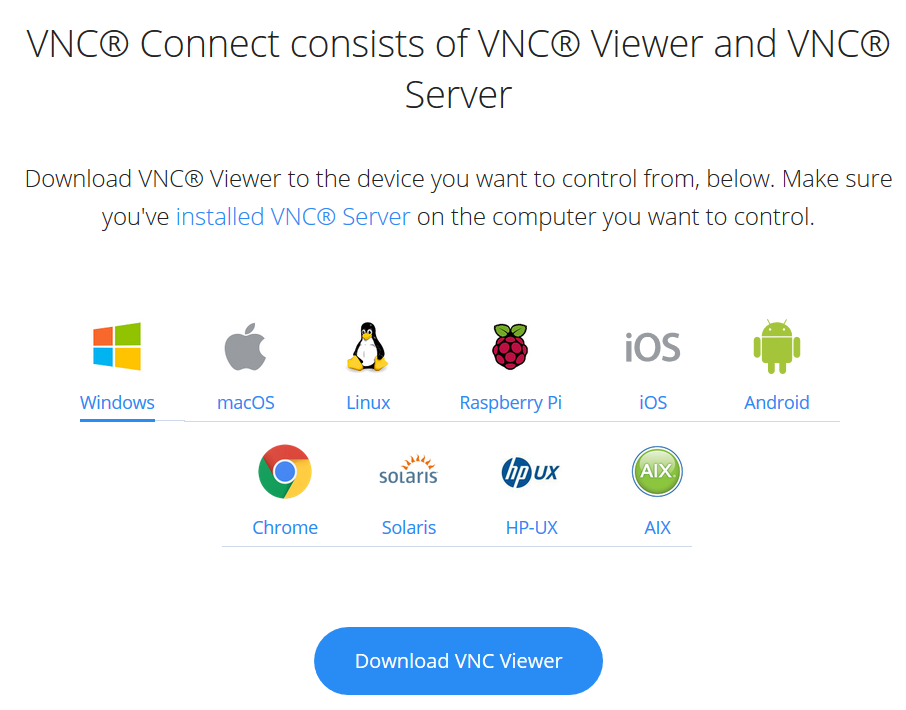 VNC® Connect consists of VNC® Viewer and VNC®
Server
Download VNC® Viewer to the device you want to control from, below. Make sure
you've installed VNC® Server on the computer you want to control.
iOS
Windows macOS Linux Raspberry Pi iOS Android
solaris hp UX AIX
Chrome Solaris HP-UX AIX
Download VNC Viewer